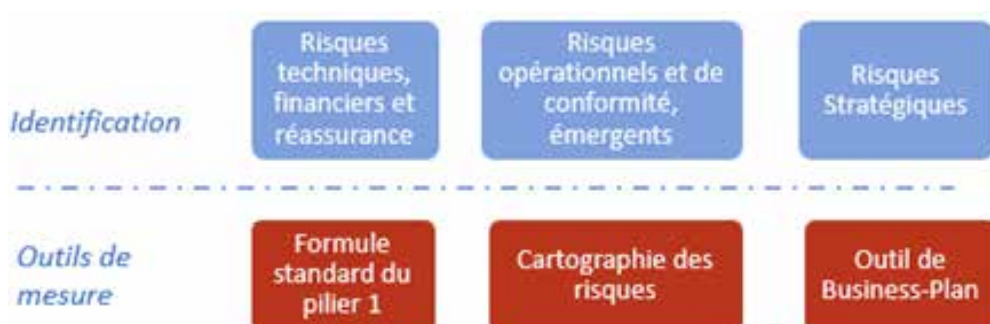 Identification
Risques
techniques,
financiers et
réassurance
Risques
opérationnels et de
conformité,
émergents
Risques
Stratégiques
Outils de
mesure
Formule
standard du
pilier 1
Cartographie des
risques
Outil de
Business-Plan